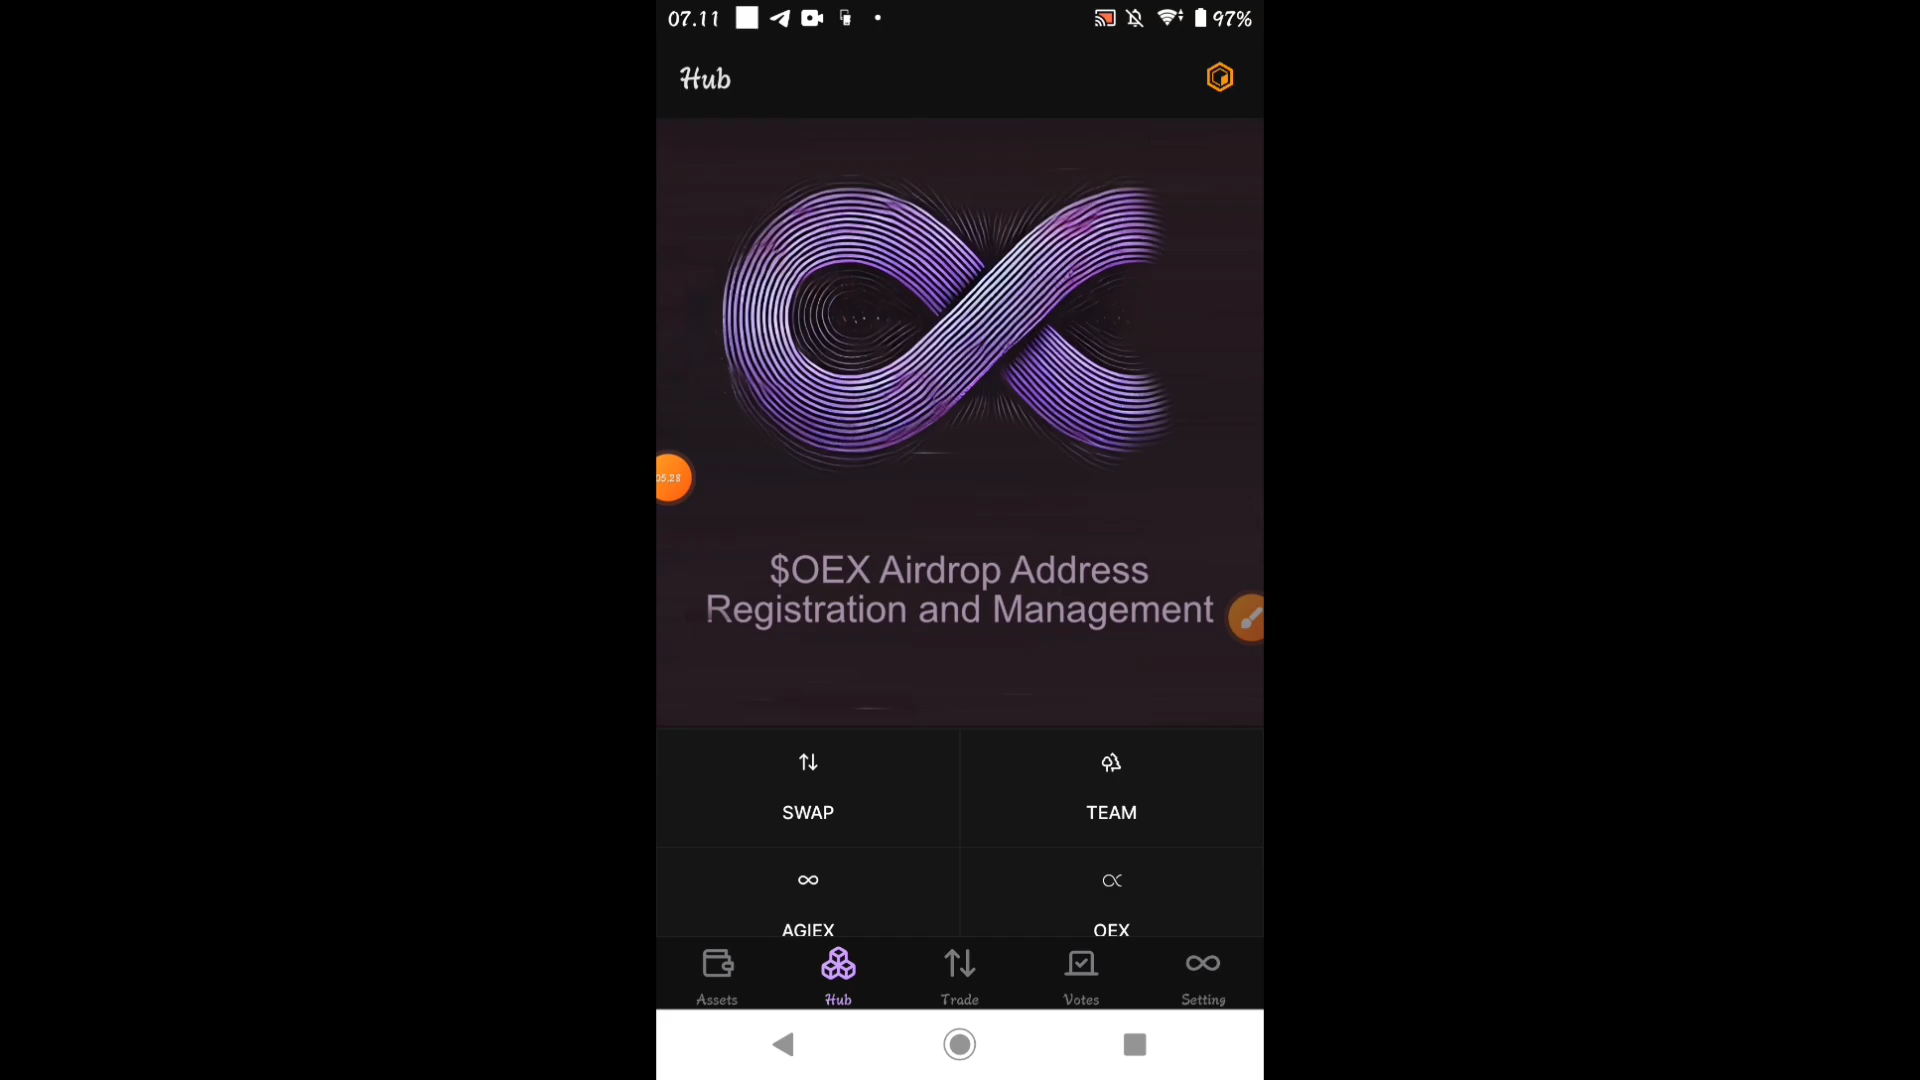 07.11
97%
Hub
05.28
$OEX Airdrop Address
Registration and Management
SWAP
TEAM
AGIEX
OEX
Assets
Hub
Trade
Votes
Setting